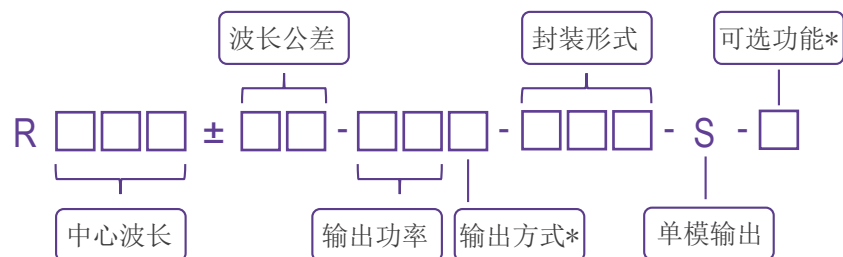 波长公差 封装形式 可选功能*
R □□□ ± □□ - □□□ - □□□ - S - □
中心波长 输出功率 输出方式* 单模输出